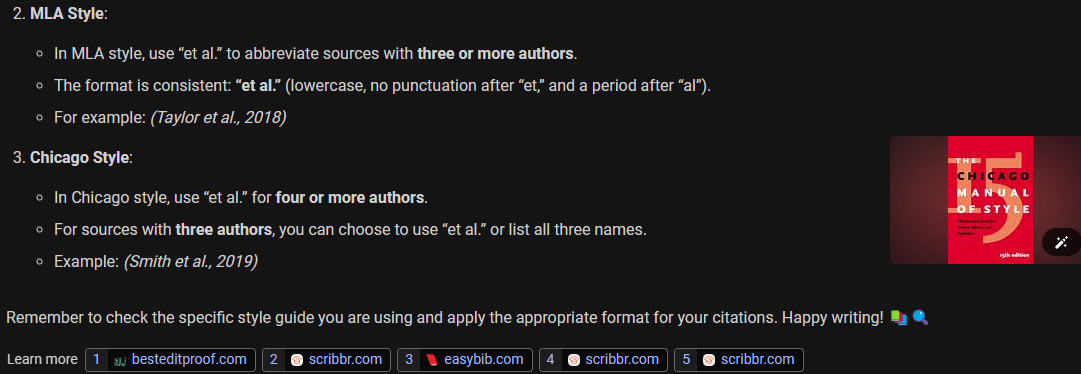 2. MLA Style:
○ In MLA style, use “et al.” to abbreviate sources with three or more authors.
○ The format is consistent: “et al.” (lowercase, no punctuation after “et,” and a period after “al”).
○ For example: (Taylor et al., 2018)
3. Chicago Style:
○ In Chicago style, use “et al.” for four or more authors.
○ For sources with three authors, you can choose to use “et al.” or list all three names.
○ Example: (Smith et al., 2019)
THE
CHICAGO
MANUAL
OF STYLE
15
15th edition
Remember to check the specific style guide you are using and apply the appropriate format for your citations. Happy writing!
Learn more 1 besteditproof.com 2 scribbr.com 3 easybib.com 4 scribbr.com 5 scribbr.com